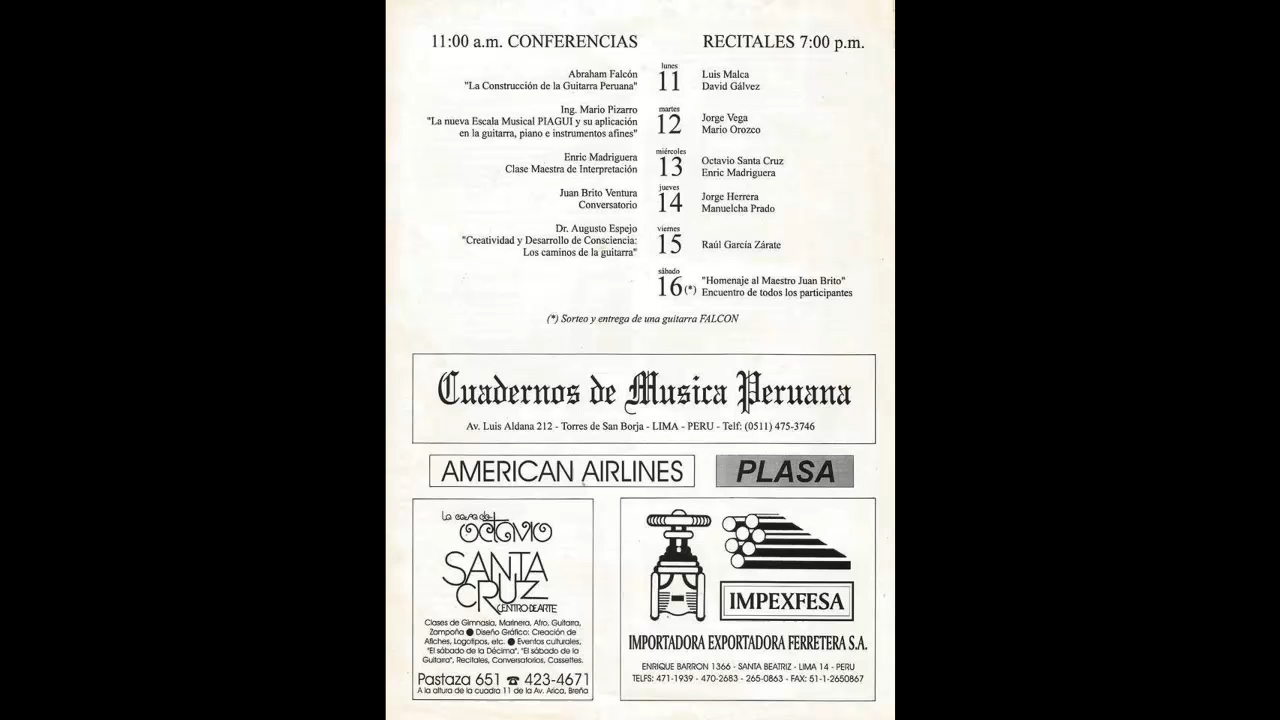 11:00 a.m. CONFERENCIAS
RECITALES 7:00 p.m.
Abraham Falcón
"La Construcción de la Guitarra Peruana"
lunes
11
Luis Malca
David Gálvez
Ing. Mario Pizarro
"La nueva Escala Musical PIAGUI y su aplicación
en la guitarra, piano e instrumentos afines"
martes
12
Jorge Vega
Mario Orozco
Enric Madriguera
Clase Maestra de Interpretación
miércoles
13
Octavio Santa Cruz
Enric Madriguera
Juan Brito Ventura
Conversatorio
jueves
14
Jorge Herrera
Manuelcha Prado
Dr. Augusto Espejo
"Creatividad y Desarrollo de Consciencia:
Los caminos de la guitarra"
viernes
15
Raúl García Zárate
sábado
16 (*)
"Homenaje al Maestro Juan Brito"
Encuentro de todos los participantes
(*) Sorteo y entrega de una guitarra FALCON
Cuadernos de Musica Peruana
Av. Luis Aldana 212 - Torres de San Borja - LIMA - PERU - Telf: (0511) 475-3746
AMERICAN AIRLINES
PLASA
La casa de
OCTAVIO
SANTA
CRUZ
CENTRO DE ARTE
Clases de Gimnasia, Marinera, Afro, Guitarra,
Zampoña ● Diseño Gráfico: Creación de
Afiches, Logotipos, etc. ● Eventos culturales,
"El sábado de la Décima", "El sábado de la
Guitarra", Recitales, Conversatorios, Cassettes.
Pastaza 651 ☎ 423-4671
A la altura de la cuadra 11 de la Av. Arica, Breña
IMPEXFESA
IMPORTADORA EXPORTADORA FERRETERA S.A.
ENRIQUE BARRON 1366 - SANTA BEATRIZ - LIMA 14 - PERU
TELFS: 471-1939 - 470-2683 - 265-0863 - FAX: 51-1-2650867